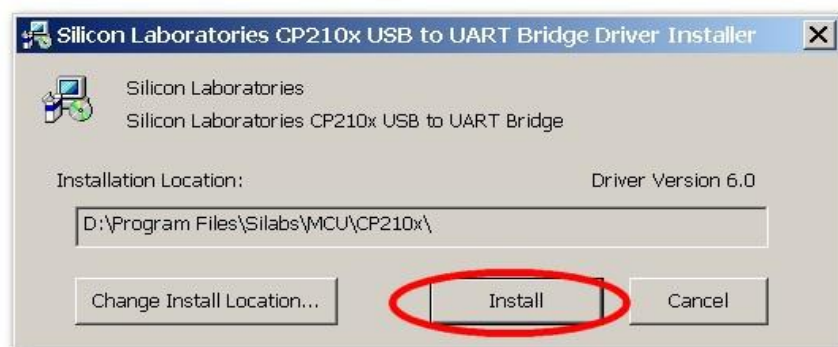 Silicon Laboratories CP210x USB to UART Bridge Driver Installer
Silicon Laboratories
Silicon Laboratories CP210x USB to UART Bridge
Installation Location:
Driver Version 6.0
D:\Program Files\Silabs\MCU\CP210x\
Change Install Location...
Install
Cancel